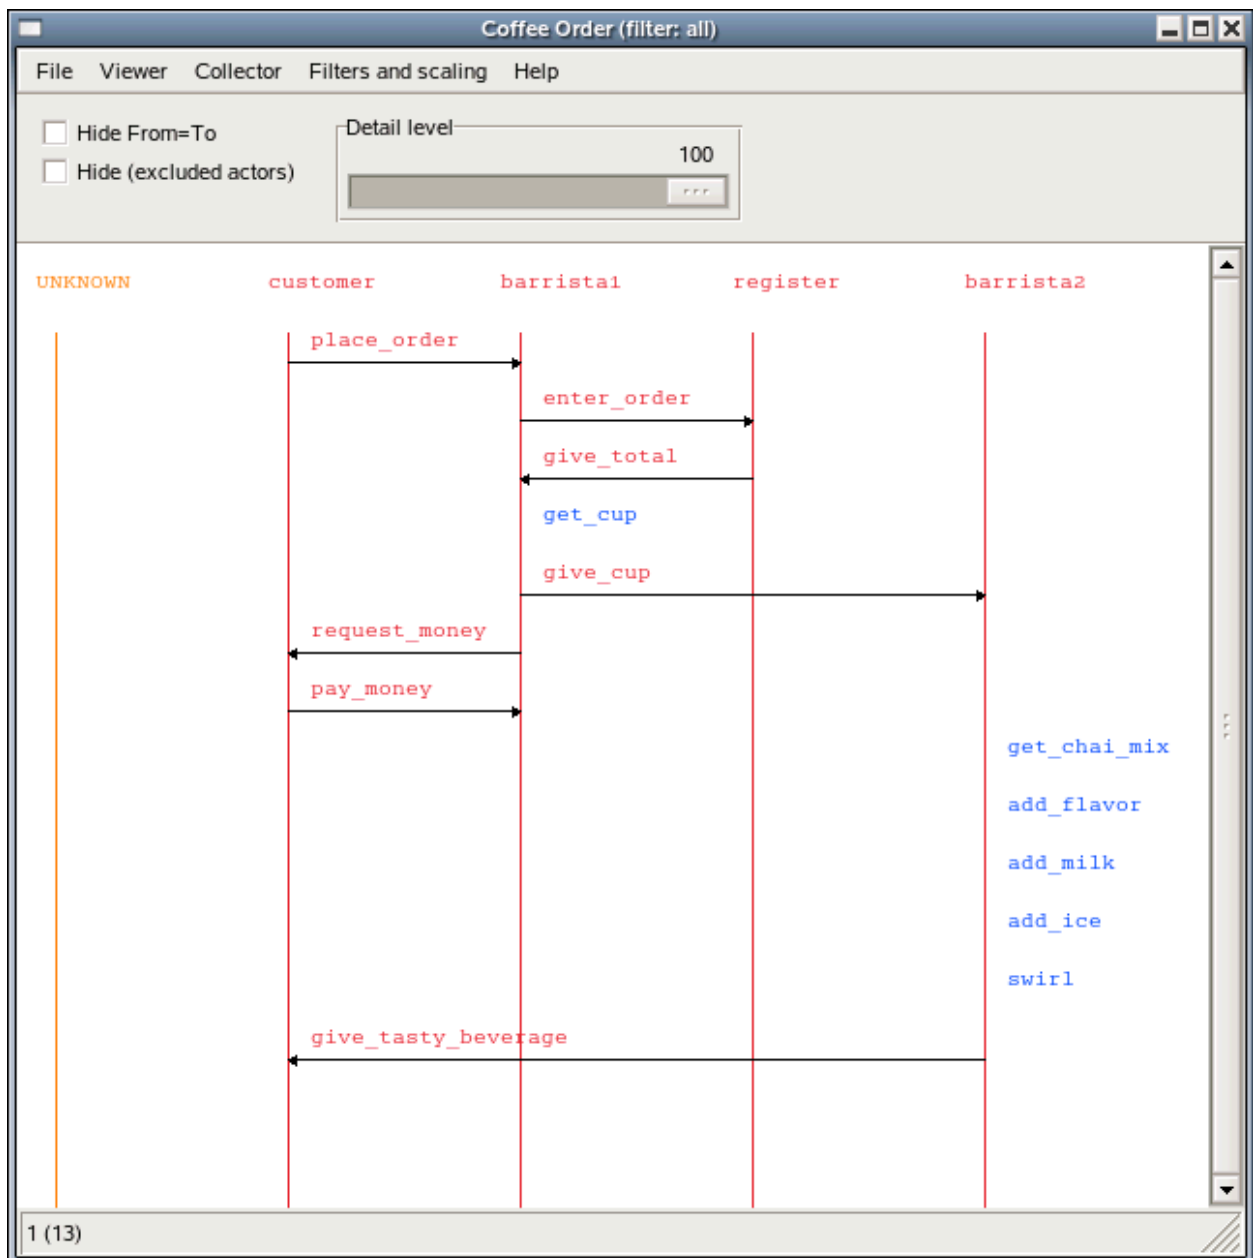 Coffee Order (filter: all)
File Viewer Collector Filters and scaling Help
Hide From=To
Hide (excluded actors)
Detail level
100
UNKNOWN customer barrista1 register barrista2
place_order
enter_order
give_total
get_cup
give_cup
request_money
pay_money
get_chai_mix
add_flavor
add_milk
add_ice
swirl
give_tasty_beverage
1 (13)